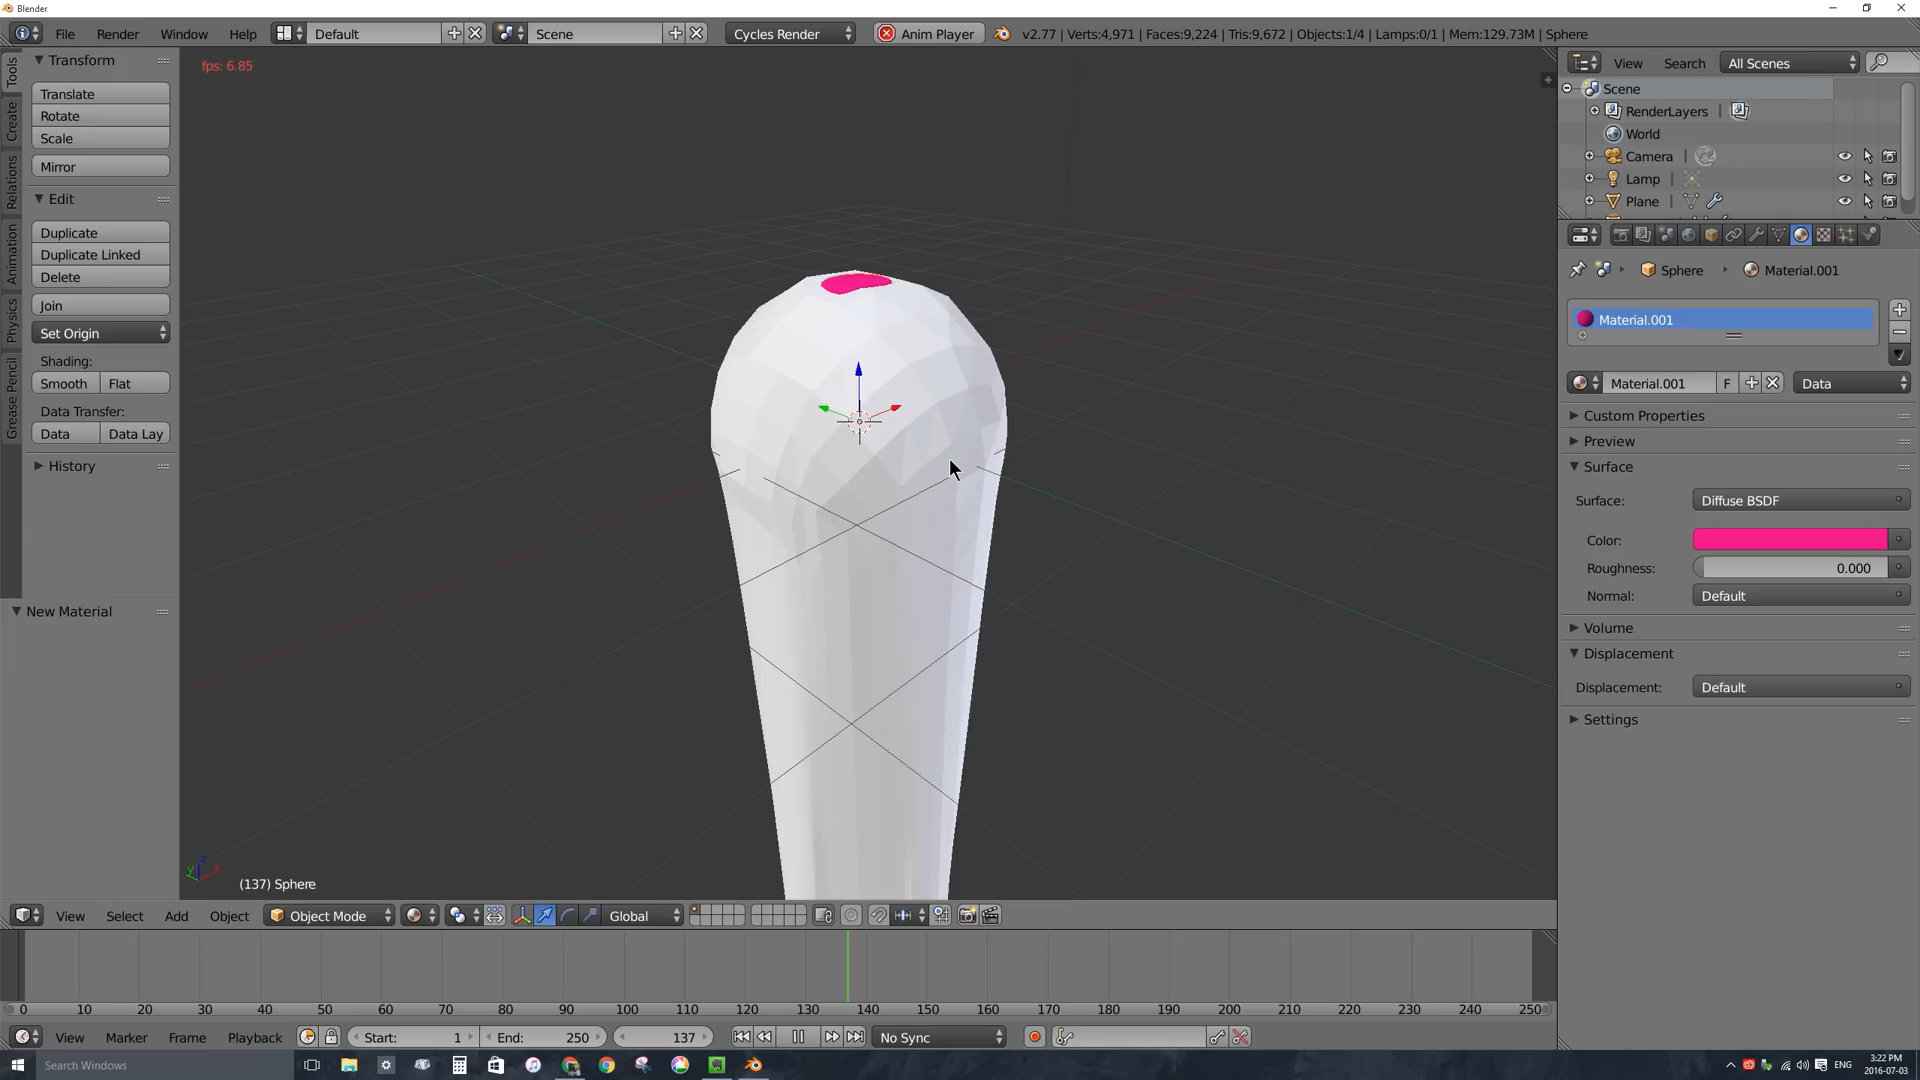 Blender
File Render Window Help Default Scene Cycles Render Anim Player v2.77 | Verts:4,971 | Faces:9,224 | Tris:9,672 | Objects:1/4 | Lamps:0/1 | Mem:129.73M | Sphere
fps: 6.85
Tools
Create
Relations
Animation
Physics
Grease Pencil
Transform
Translate
Rotate
Scale
Mirror
Edit
Duplicate
Duplicate Linked
Delete
Join
Set Origin
Shading:
Smooth Flat
Data Transfer:
Data Data Lay
History
New Material
(137) Sphere
View Search All Scenes
Scene
RenderLayers |
World
Camera |
Lamp |
Plane |
Sphere Material.001
Material.001
Material.001 F Data
Custom Properties
Preview
Surface
Surface: Diffuse BSDF
Color:
Roughness: 0.000
Normal: Default
Volume
Displacement
Displacement: Default
Settings
View Select Add Object Object Mode Global
0 10 20 30 40 50 60 70 80 90 100 110 120 130 140 150 160 170 180 190 200 210 220 230 240 250
View Marker Frame Playback Start: 1 End: 250 137 No Sync
Search Windows ENG 3:22 PM
2016-07-03